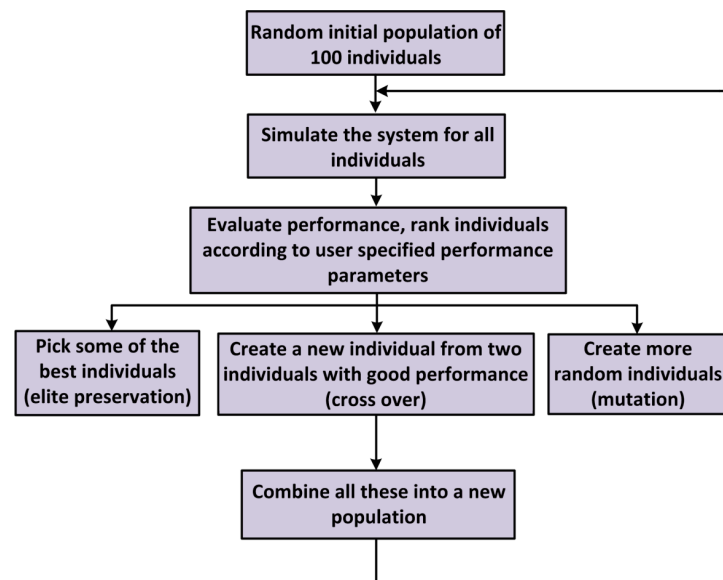 Random initial population of
100 individuals
Simulate the system for all
individuals
Evaluate performance, rank individuals
according to user specified performance
parameters
Pick some of the
best individuals
(elite preservation)
Create a new individual from two
individuals with good performance
(cross over)
Create more
random individuals
(mutation)
Combine all these into a new
population